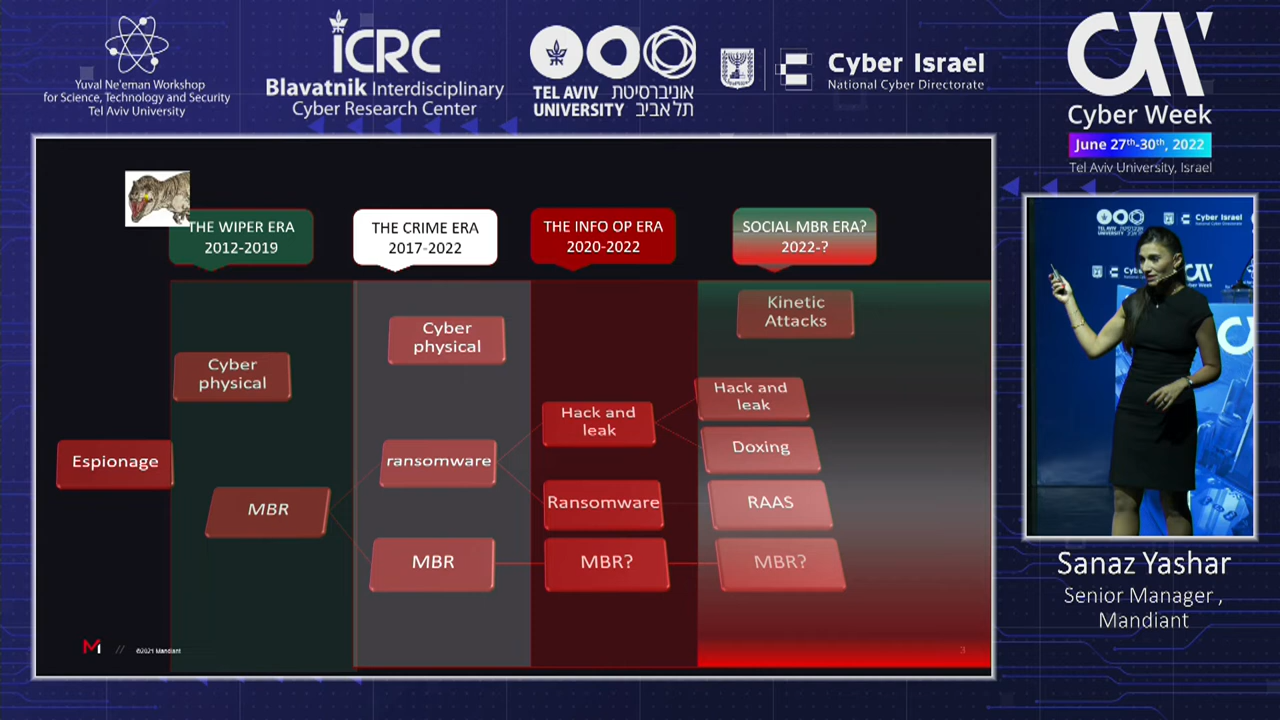 Yuval Ne'eman Workshop
for Science, Technology and Security
Tel Aviv University
iCRC
Blavatnik Interdisciplinary
Cyber Research Center
TEL AVIV אוניברסיטת
UNIVERSITY תל אביב
Cyber Israel
National Cyber Directorate
Cyber Week
June 27th-30th, 2022
Tel Aviv University, Israel
THE WIPER ERA
2012-2019
THE CRIME ERA
2017-2022
THE INFO OP ERA
2020-2022
SOCIAL MBR ERA?
2022-?
Espionage
Cyber
physical
MBR
Cyber
physical
ransomware
MBR
Hack and
leak
Ransomware
MBR?
Kinetic
Attacks
Hack and
leak
Doxing
RAAS
MBR?
M
//
©2021 Mandiant
3
Cyber Israel
Sanaz Yashar
Senior Manager ,
Mandiant